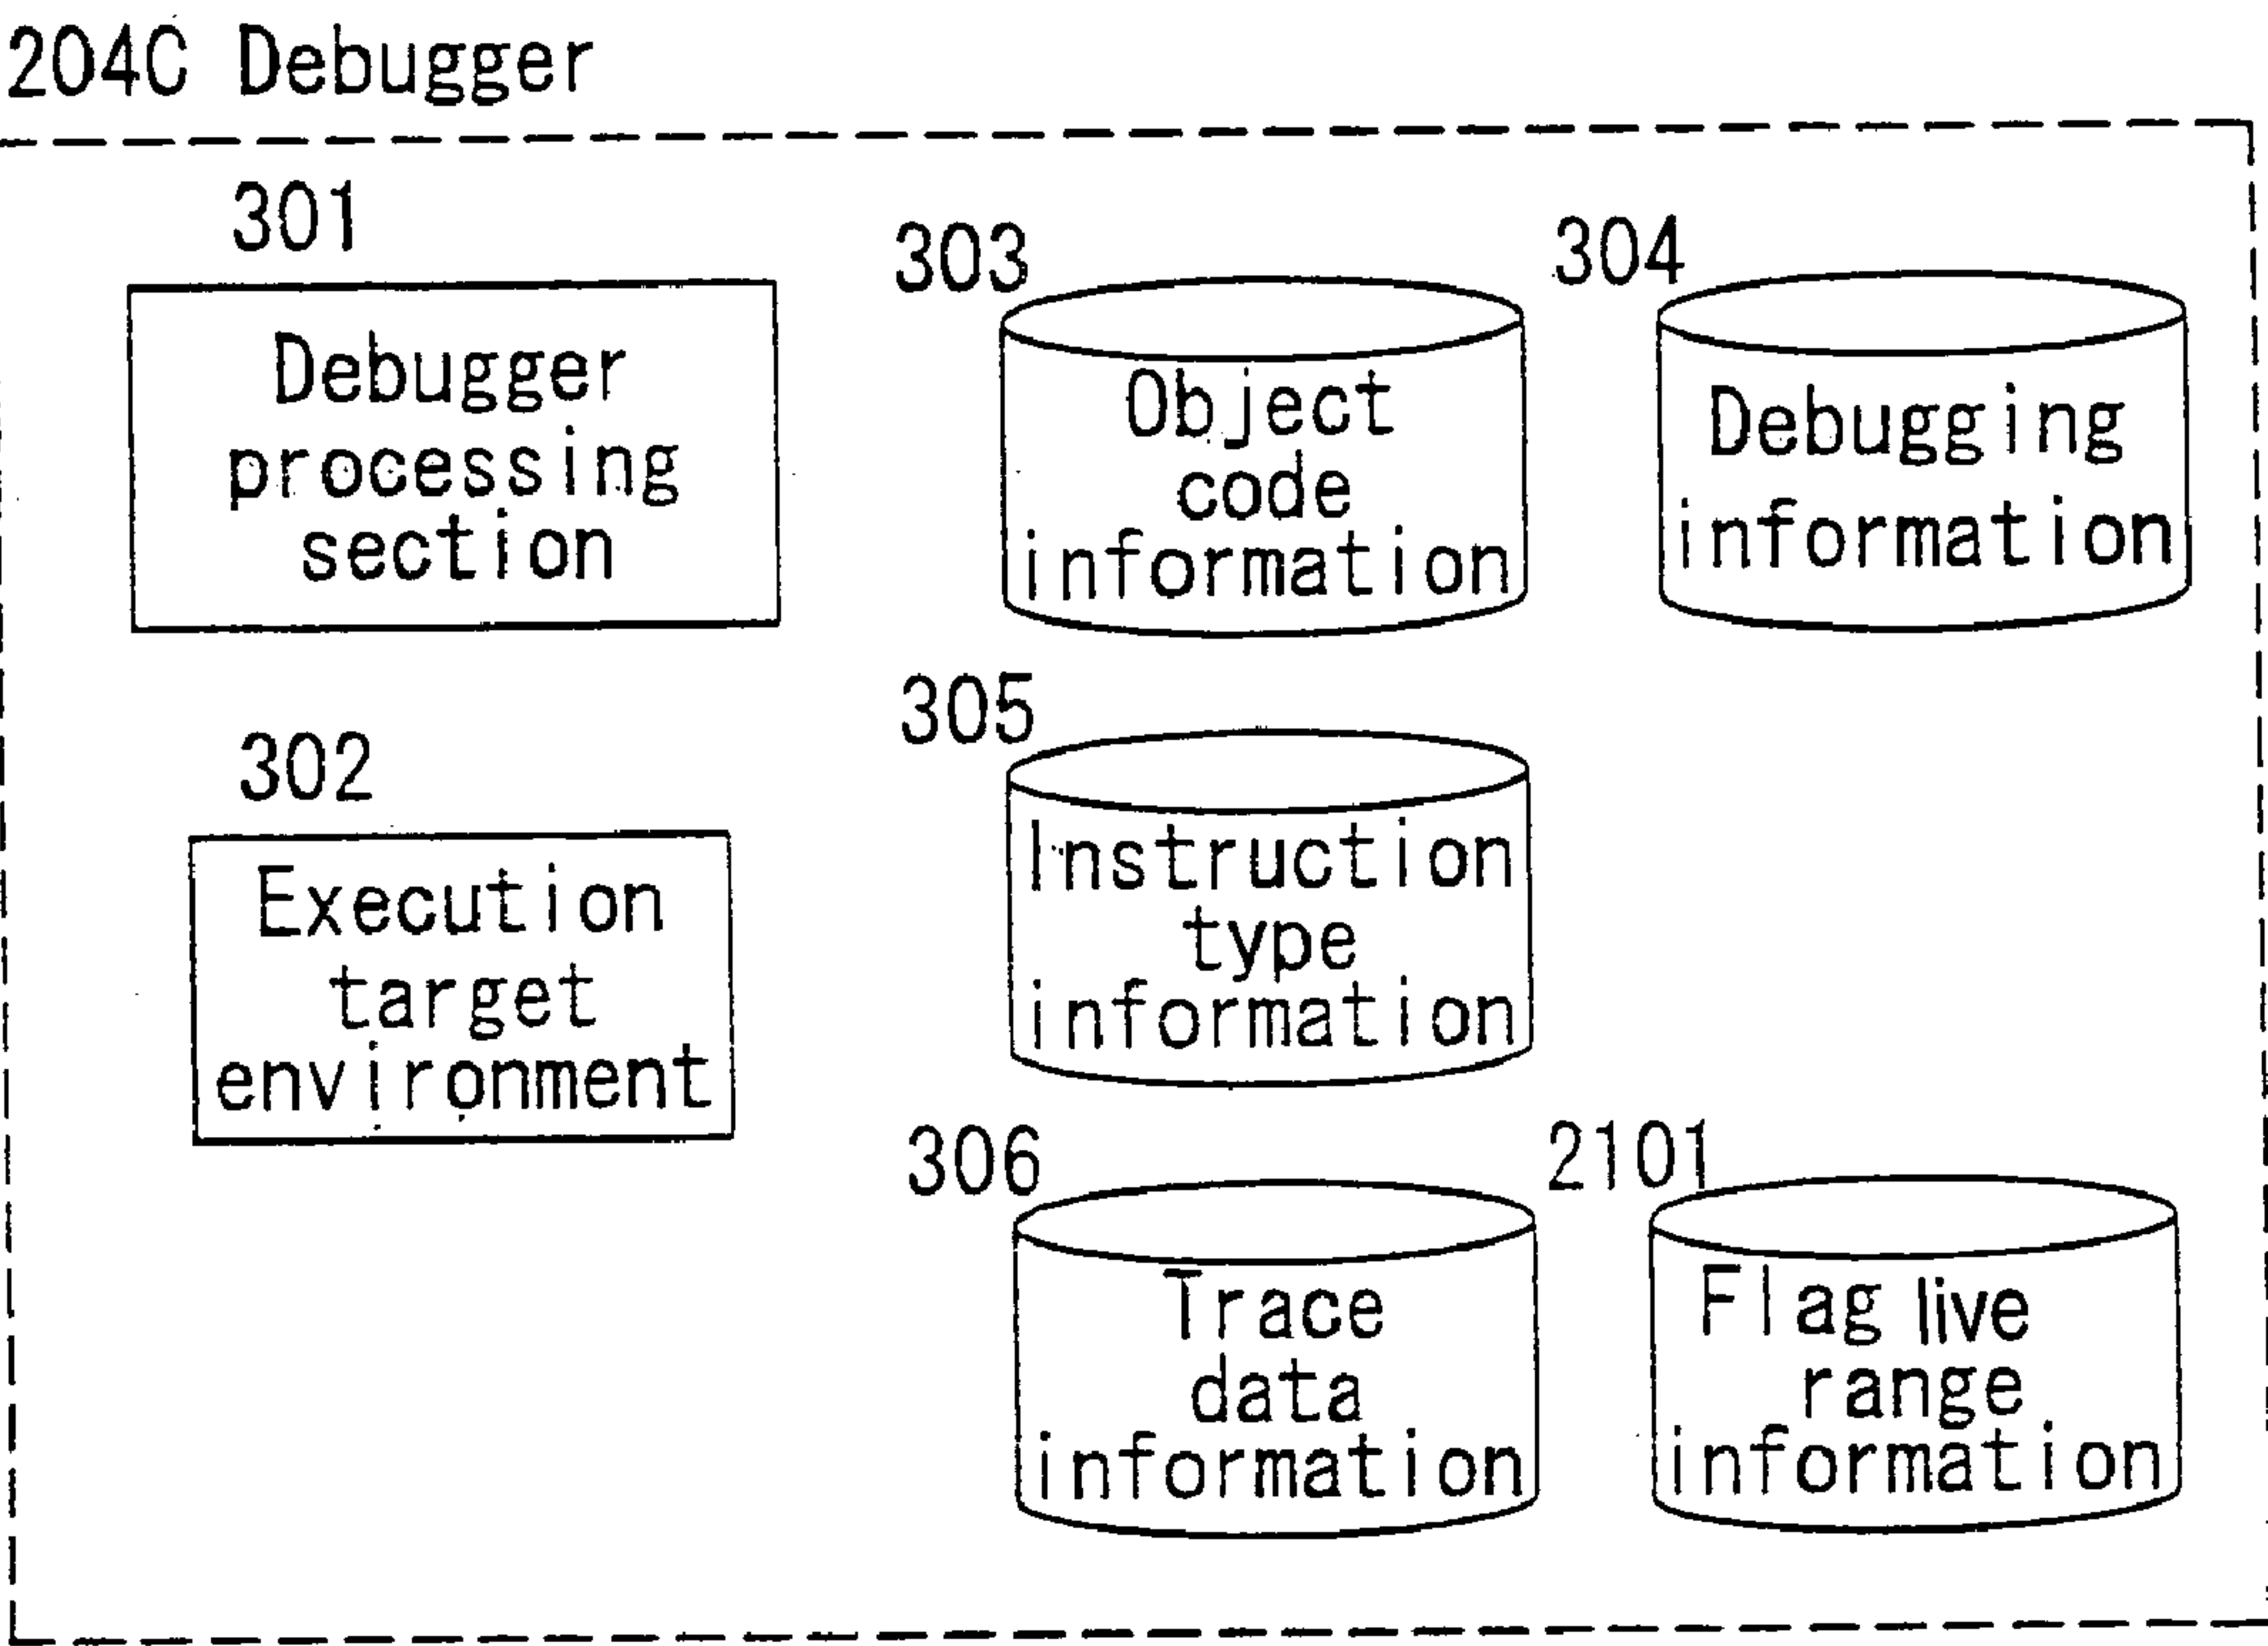 204C Debugger
301
Debugger
processing
section
303
Object
code
information
304
Debugging
information
302
Execution
target
environment
305
Instruction
type
information
306
Trace
data
information
2101
Flag live
range
information